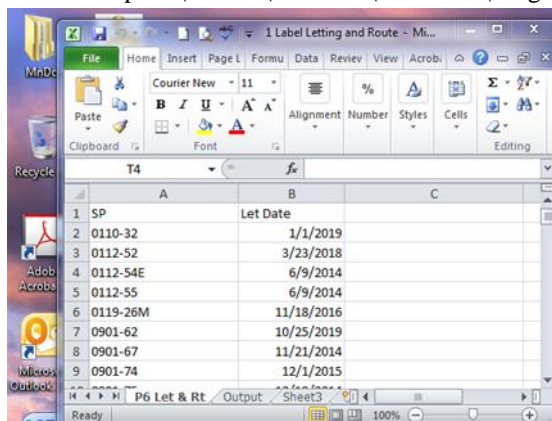 1 Label Letting and Route - Mi...
File Home Insert Page L Formu Data Review View Acrob
Paste
Courier New 11
B I U A A
Alignment Number Styles Cells
Clipboard Font Editing
T4 fx
A B C
1 SP Let Date
2 0110-32 1/1/2019
3 0112-52 3/23/2018
4 0112-54E 6/9/2014
5 0112-55 6/9/2014
6 0119-26M 11/18/2016
7 0901-62 10/25/2019
8 0901-67 11/21/2014
9 0901-74 12/1/2015
P6 Let & Rt Output Sheet3
Ready 100%
MnDo
Recycle
Adob
Acroba
Micros
Outlook